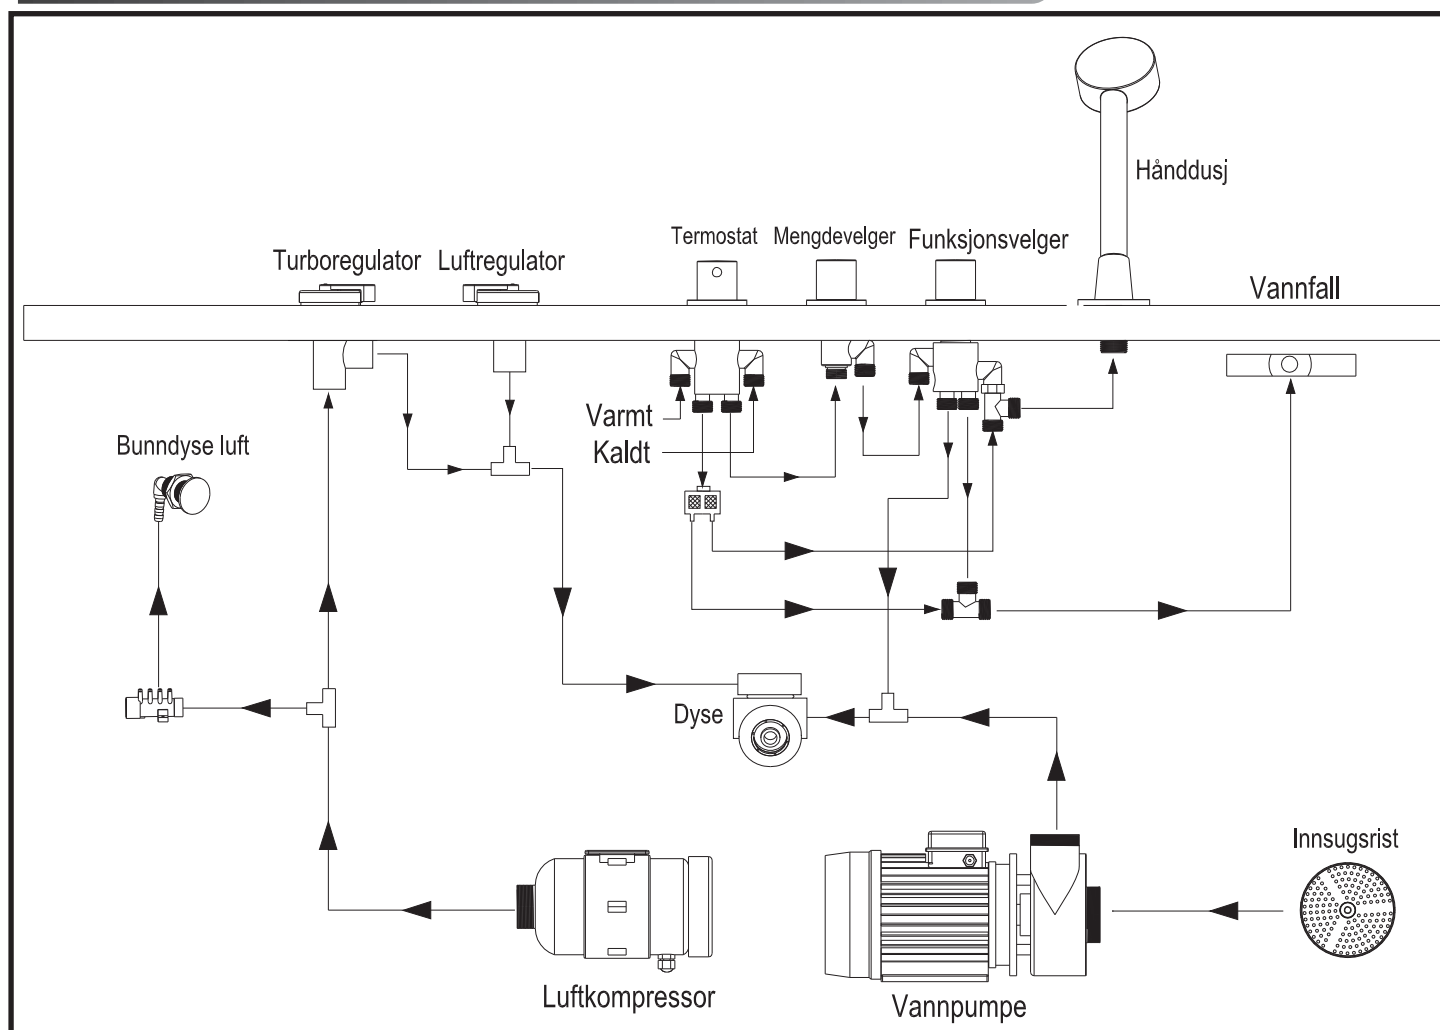 Hånddusj
Termostat
Mengdevelger
Funksjonsvelger
Turboregulator
Luftregulator
Vannfall
Varmt
Kaldt
Bunndyse luft
Dyse
Innsugsrist
Luftkompressor
Vannpumpe